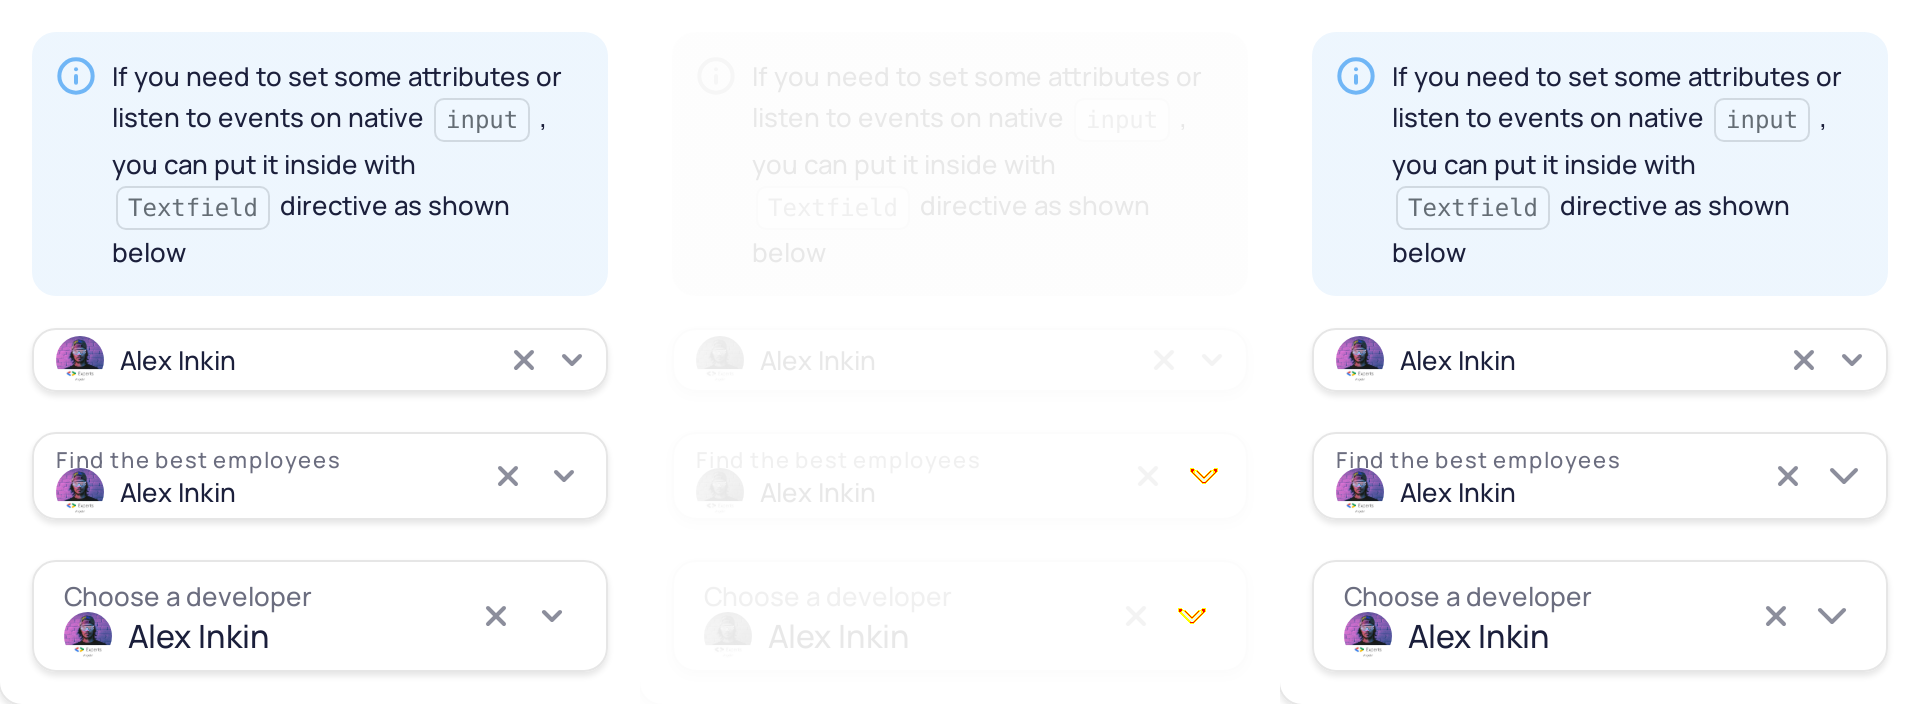 If you need to set some attributes or
listen to events on native input ,
you can put it inside with
Textfield directive as shown
below
Alex Inkin
Find the best employees
Alex Inkin
Choose a developer
Alex Inkin
If you need to set some attributes or
listen to events on native input ,
you can put it inside with
Textfield directive as shown
below
Alex Inkin
Find the best employees
Alex Inkin
Choose a developer
Alex Inkin
If you need to set some attributes or
listen to events on native input ,
you can put it inside with
Textfield directive as shown
below
Alex Inkin
Find the best employees
Alex Inkin
Choose a developer
Alex Inkin